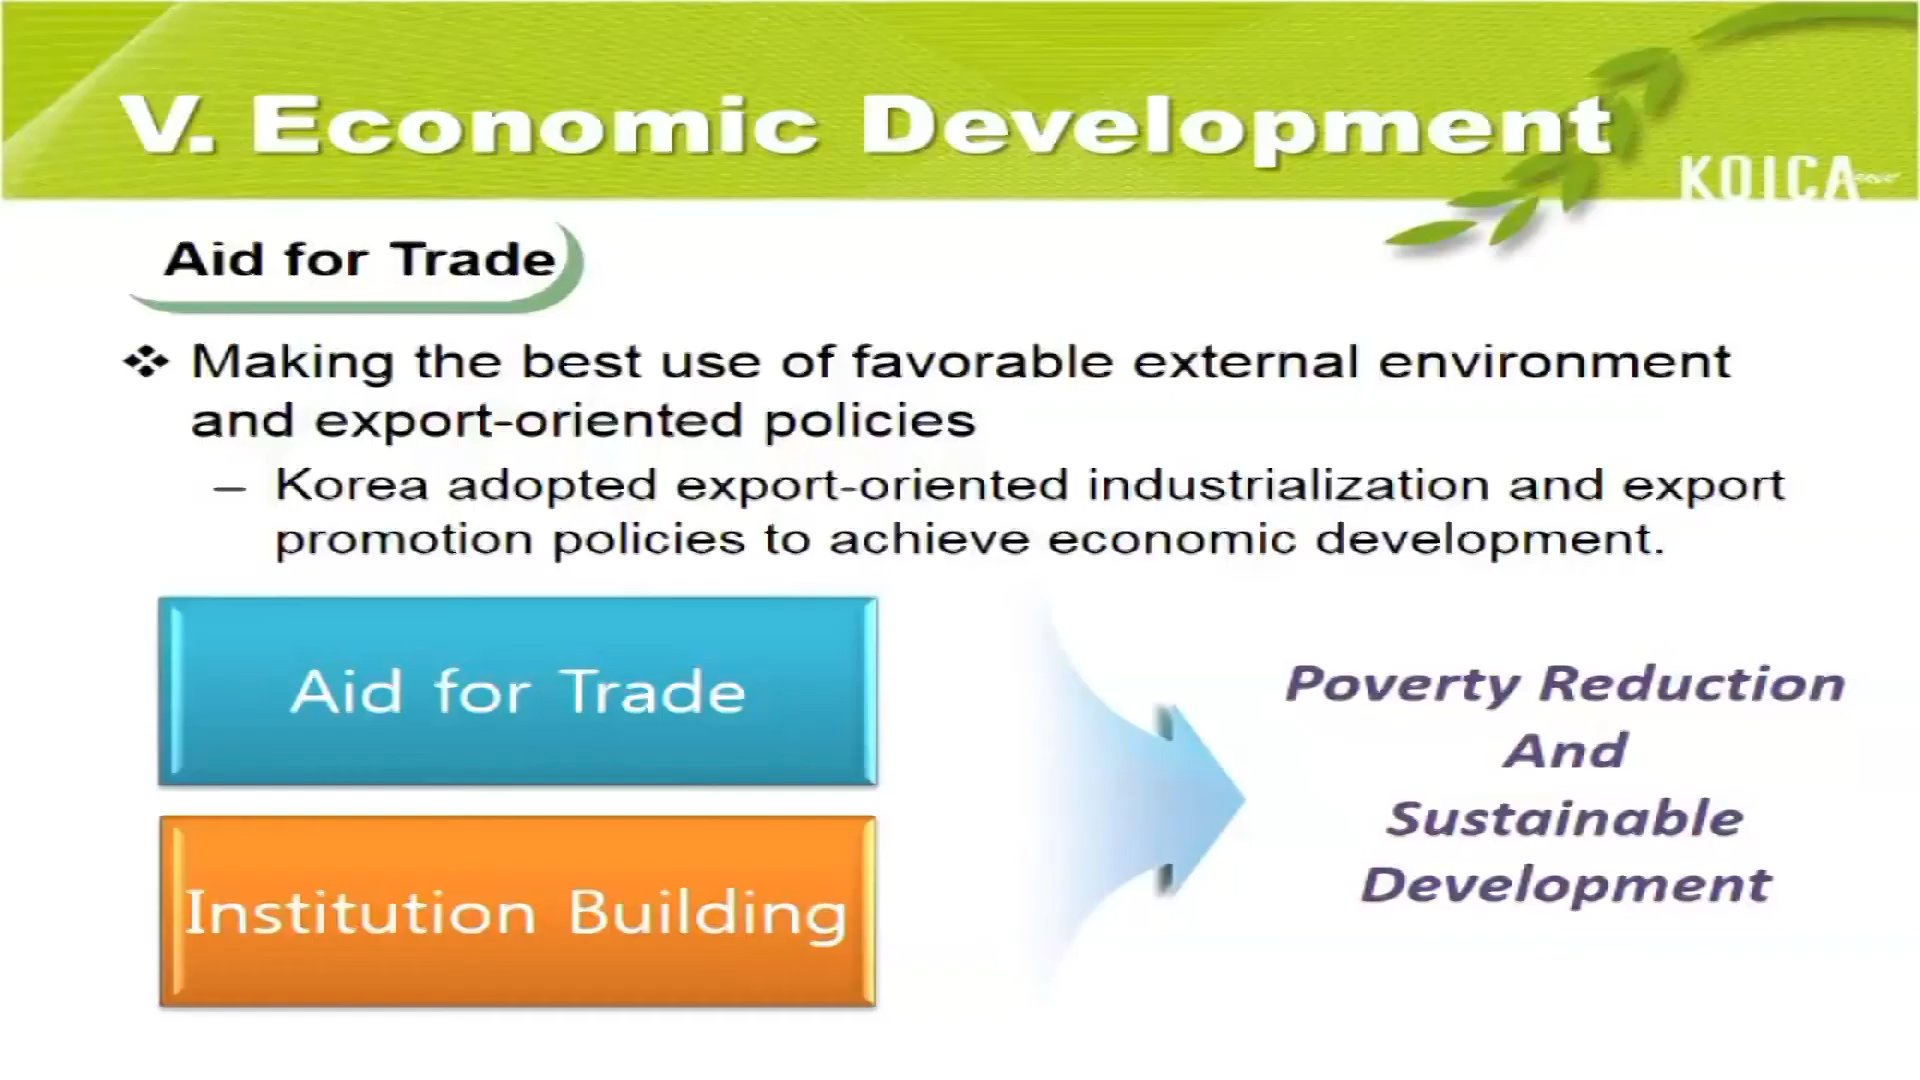 V. Economic Development
KOICA
Aid for Trade
❖ Making the best use of favorable external environment
and export-oriented policies
– Korea adopted export-oriented industrialization and export
promotion policies to achieve economic development.
Aid for Trade
Institution Building
Poverty Reduction
And
Sustainable
Development